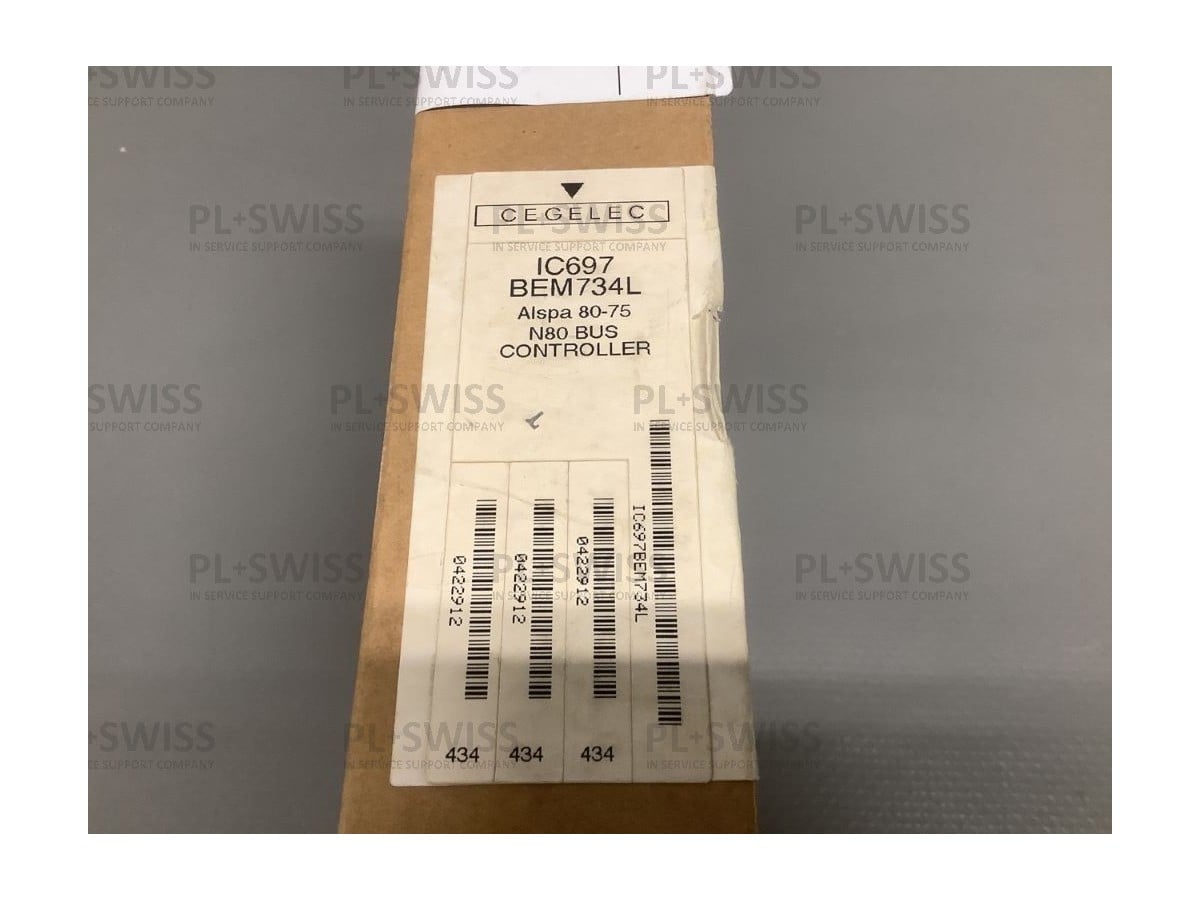 CEGELEC
IC697
BEM734L
Alspa 80-75
N80 BUS
CONTROLLER
0422912
0422912
0422912
IC697BEM734L
434
434
434
PL+SWISS
IN SERVICE SUPPORT COMPANY